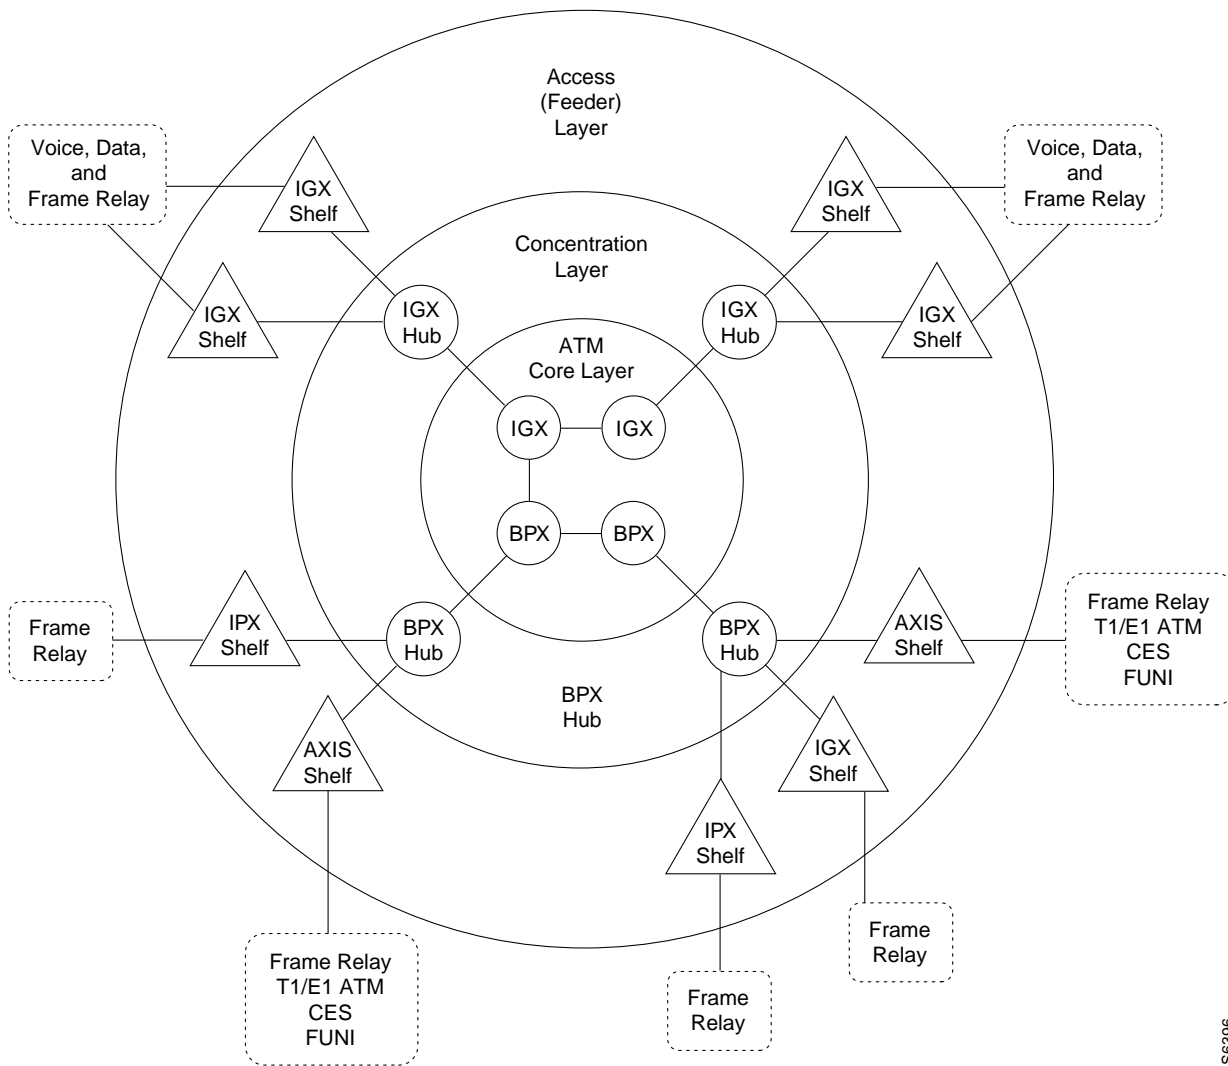 Access
(Feeder)
Layer
Voice, Data,
and
Frame Relay
IGX
Shelf
IGX
Shelf
Voice, Data,
and
Frame Relay
Concentration
Layer
IGX
Shelf
IGX
Hub
IGX
Hub
IGX
Shelf
ATM
Core Layer
IGX
IGX
BPX
BPX
Frame
Relay
IPX
Shelf
BPX
Hub
BPX
Hub
AXIS
Shelf
Frame Relay
T1/E1 ATM
CES
FUNI
BPX
Hub
AXIS
Shelf
IGX
Shelf
IPX
Shelf
Frame Relay
T1/E1 ATM
CES
FUNI
Frame
Relay
Frame
Relay
S6396